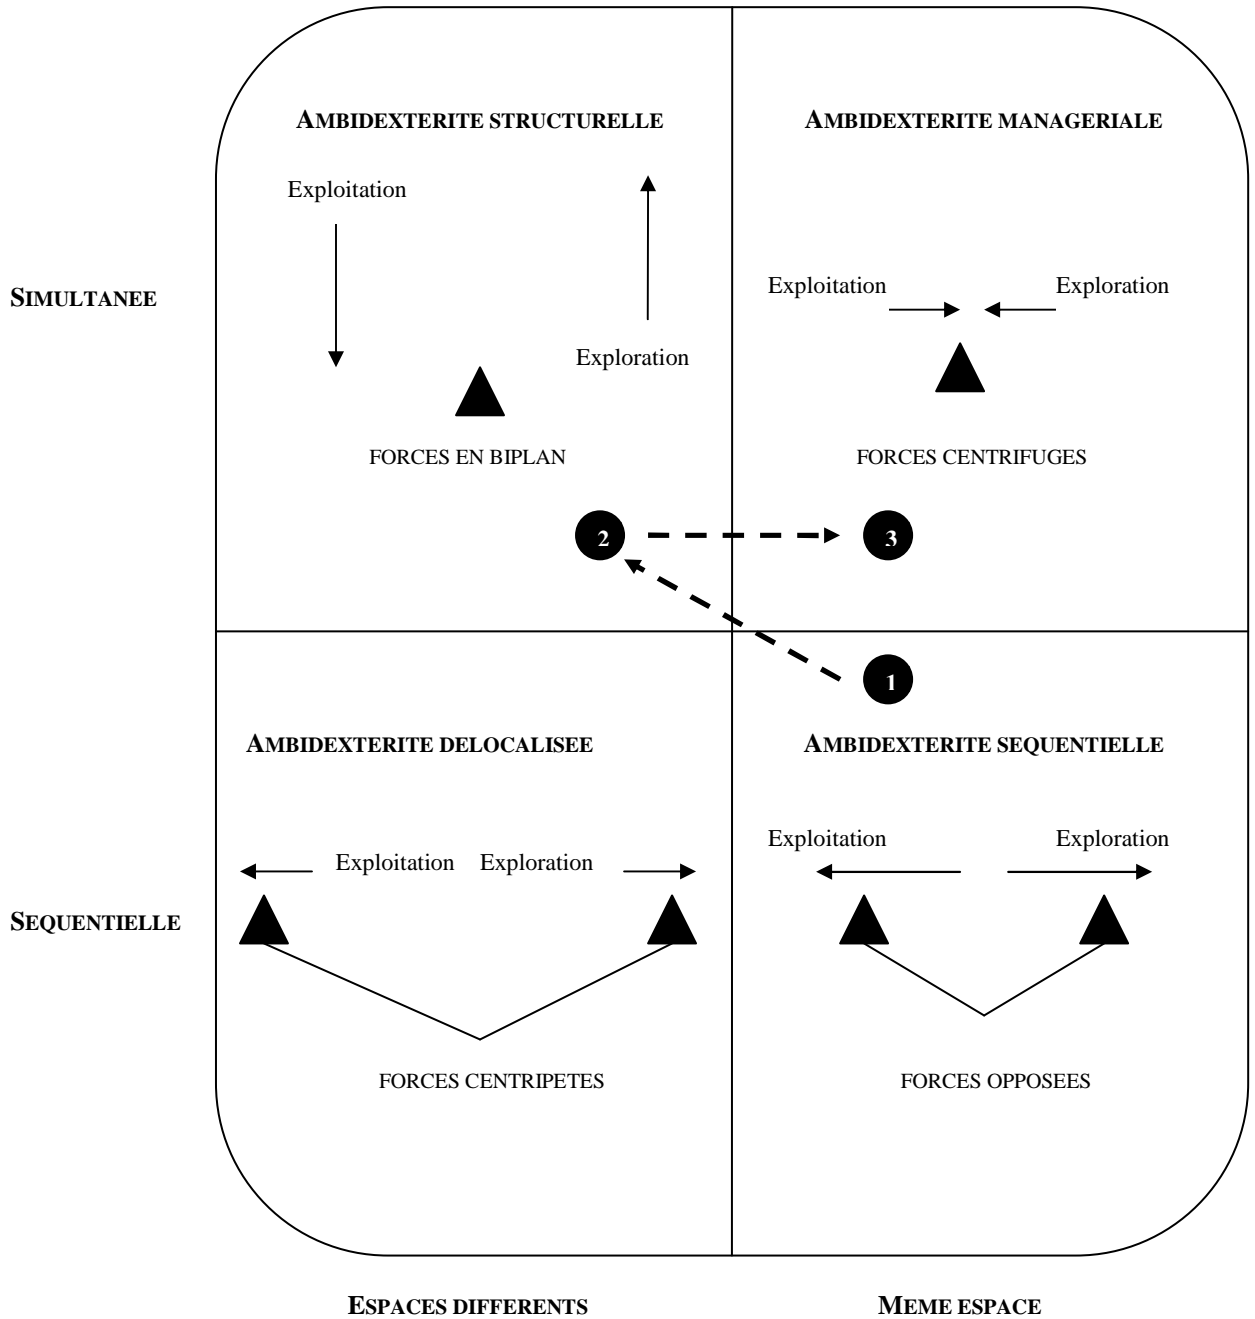 AMBIDEXTERITE STRUCTURELLE
AMBIDEXTERITE MANAGERIALE
Exploitation
Exploitation
Exploration
SIMULTANEE
Exploration
FORCES EN BIPLAN
FORCES CENTRIFUGES
2
3
1
AMBIDEXTERITE DELOCALISEE
AMBIDEXTERITE SEQUENTIELLE
Exploitation
Exploration
Exploitation
Exploration
SEQUENTIELLE
FORCES CENTRIPETES
FORCES OPPOSEES
ESPACES DIFFERENTS
MEME ESPACE